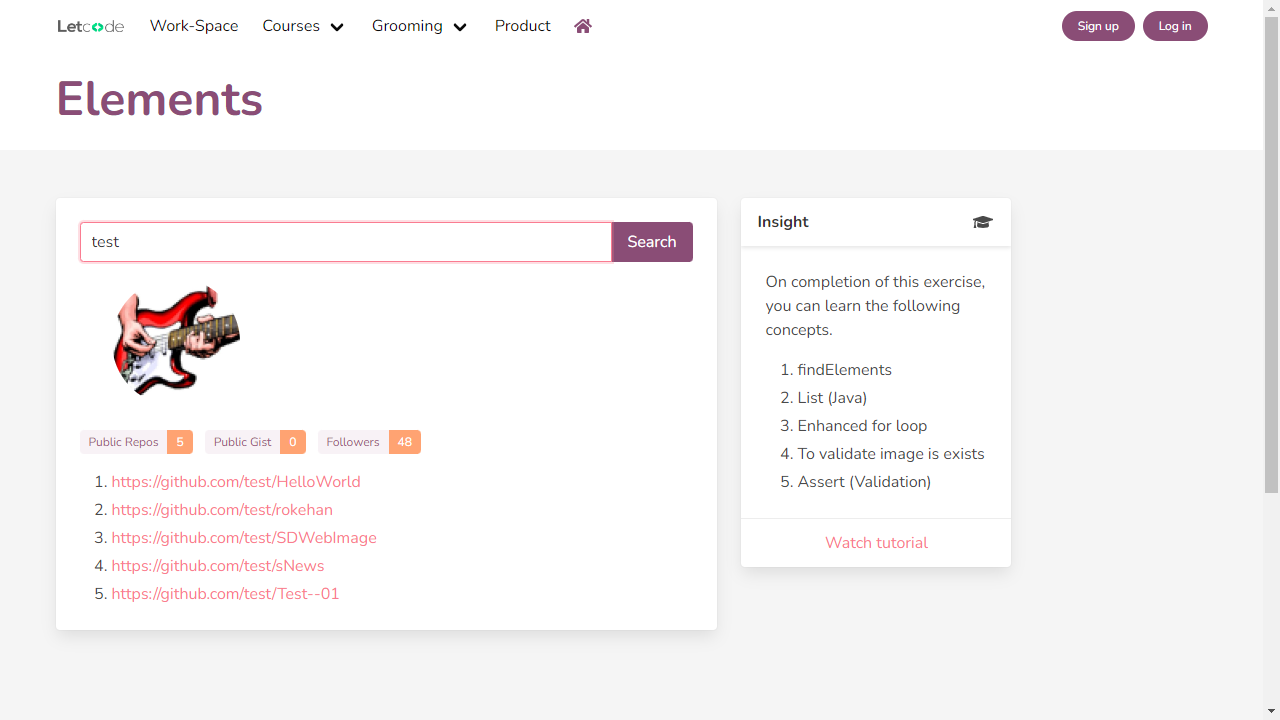 Letcode Work-Space Courses Grooming Product Sign up Log in
Elements
test Search
Public Repos 5 Public Gist 0 Followers 48
1. https://github.com/test/HelloWorld
2. https://github.com/test/rokehan
3. https://github.com/test/SDWebImage
4. https://github.com/test/sNews
5. https://github.com/test/Test--01
Insight
On completion of this exercise,
you can learn the following
concepts.
1. findElements
2. List (Java)
3. Enhanced for loop
4. To validate image is exists
5. Assert (Validation)
Watch tutorial